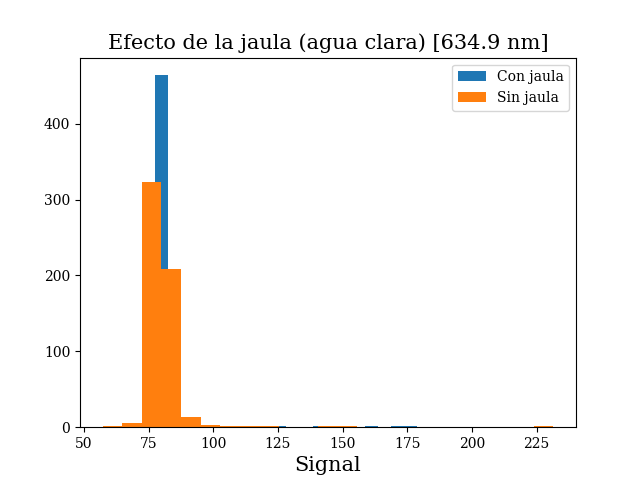 Efecto de la jaula (agua clara) [634.9 nm]
Con jaula
Sin jaula
400
300
200
100
0
50 75 100 125 150 175 200 225
Signal